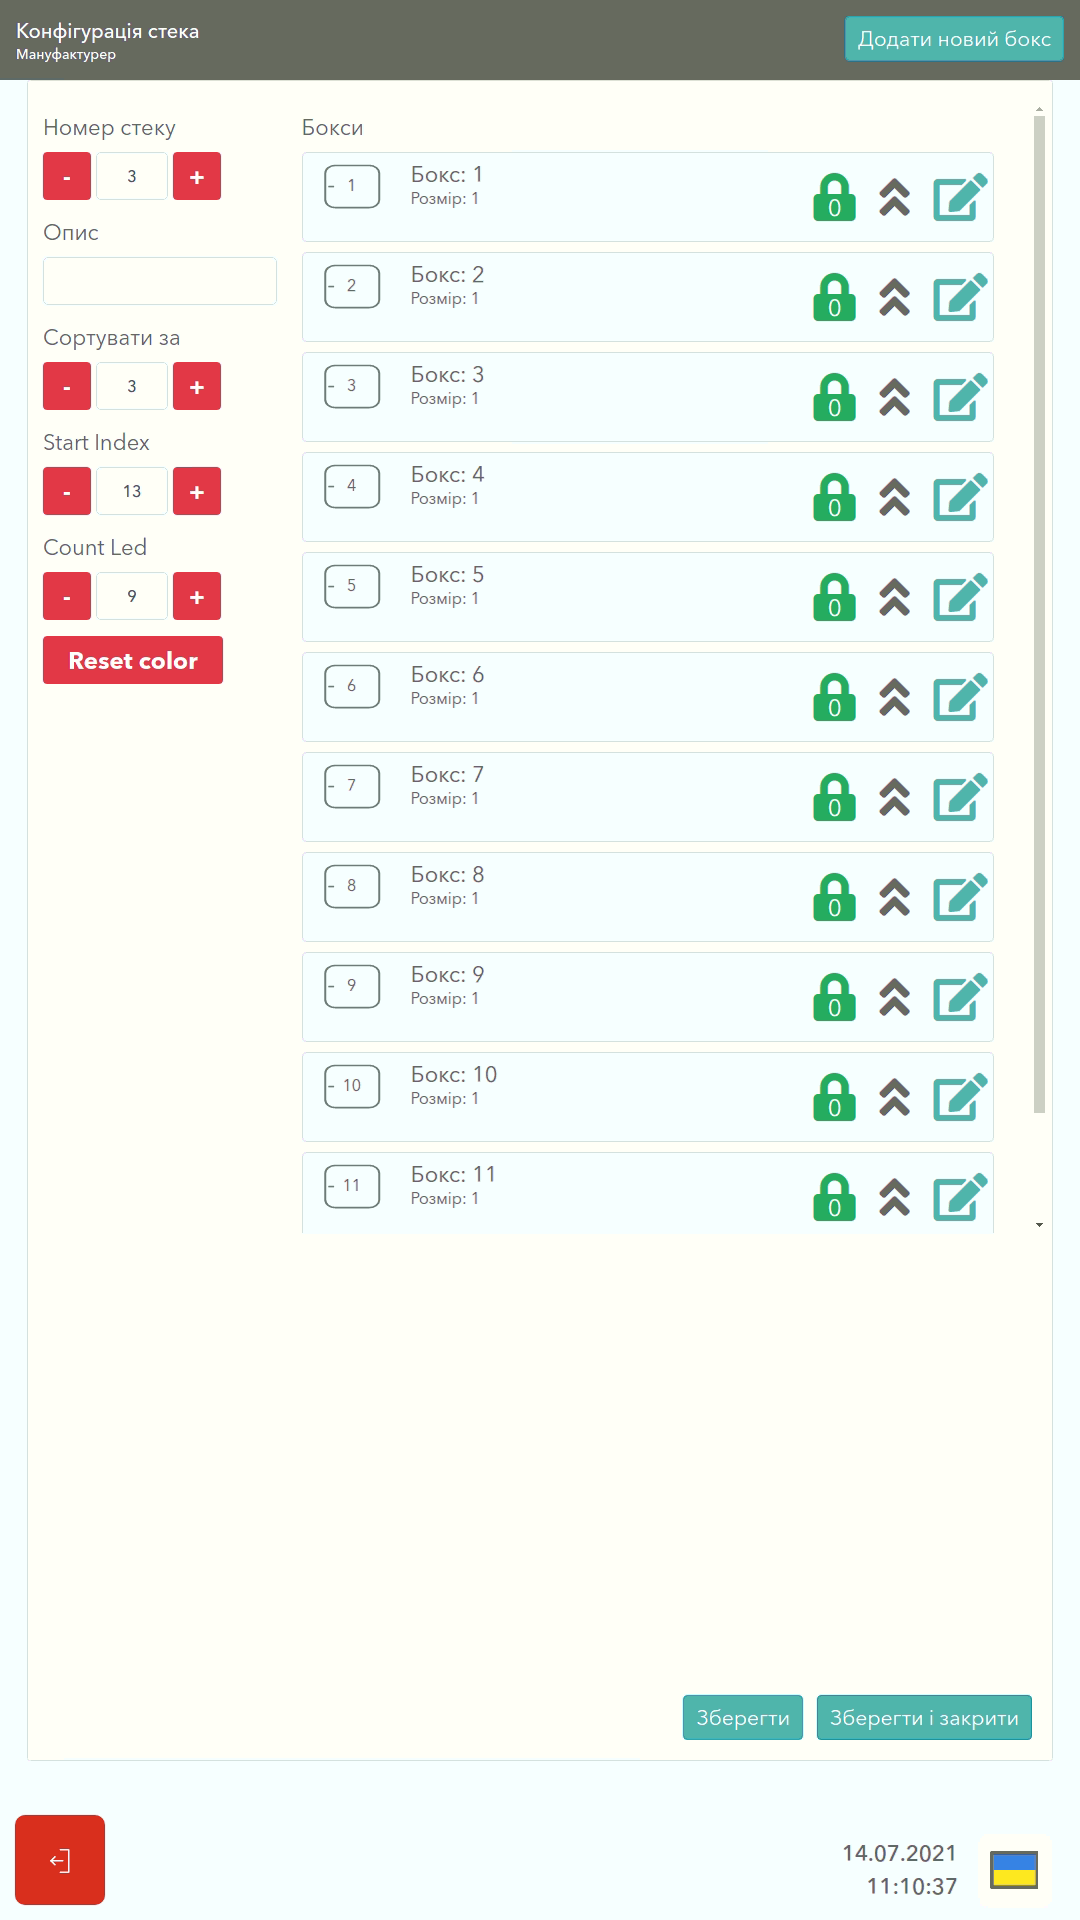 Конфігурація стека
Мануфактурер
Додати новий бокс
Номер стеку
- 3 +
Опис
Сортувати за
- 3 +
Start Index
- 13 +
Count Led
- 9 +
Reset color
Бокси
1
Бокс: 1
Розмір: 1
0
2
Бокс: 2
Розмір: 1
0
3
Бокс: 3
Розмір: 1
0
4
Бокс: 4
Розмір: 1
0
5
Бокс: 5
Розмір: 1
0
6
Бокс: 6
Розмір: 1
0
7
Бокс: 7
Розмір: 1
0
8
Бокс: 8
Розмір: 1
0
9
Бокс: 9
Розмір: 1
0
10
Бокс: 10
Розмір: 1
0
11
Бокс: 11
Розмір: 1
0
Зберегти
Зберегти і закрити
14.07.2021
11:10:37